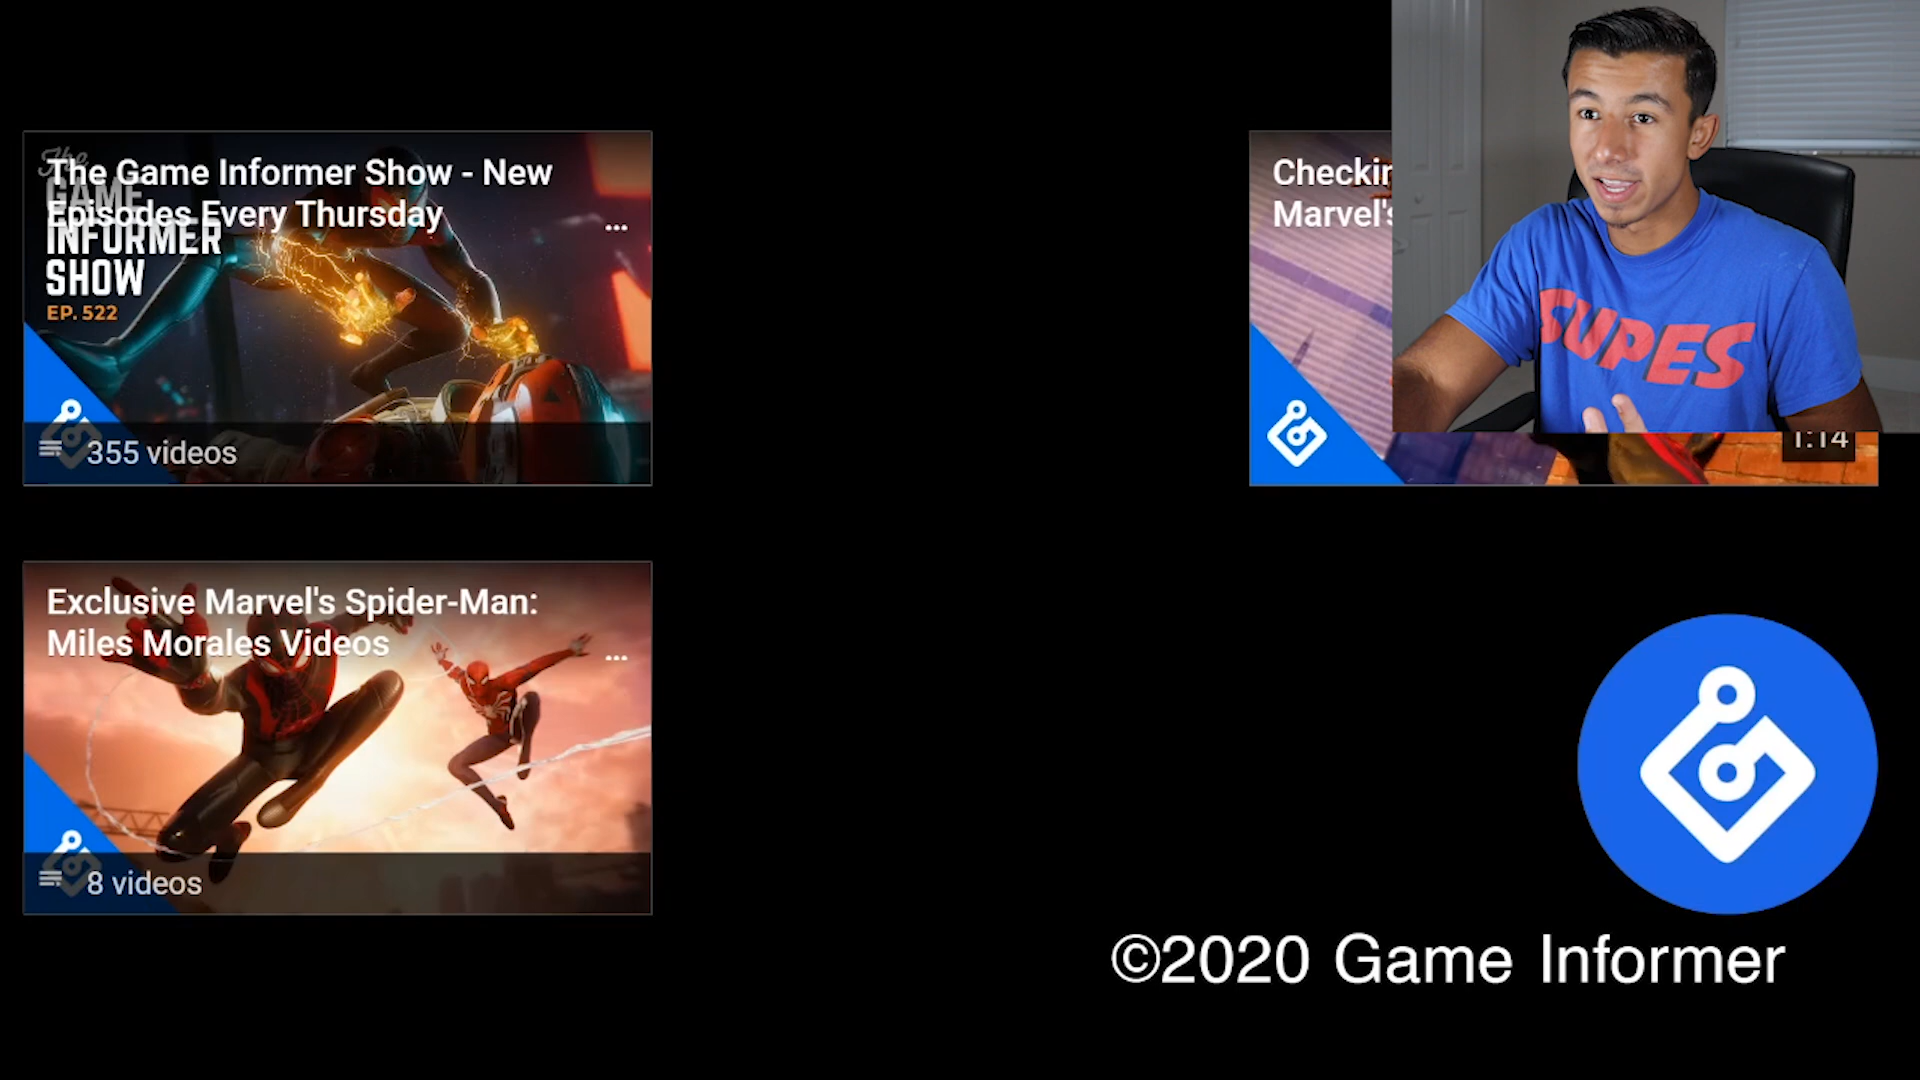 The Game Informer Show - New
Episodes Every Thursday
The
GAME
INFORMER
SHOW
EP. 522
355 videos
Checkin
Marvel's
SUPES
1:14
Exclusive Marvel's Spider-Man:
Miles Morales Videos
8 videos
©2020 Game Informer